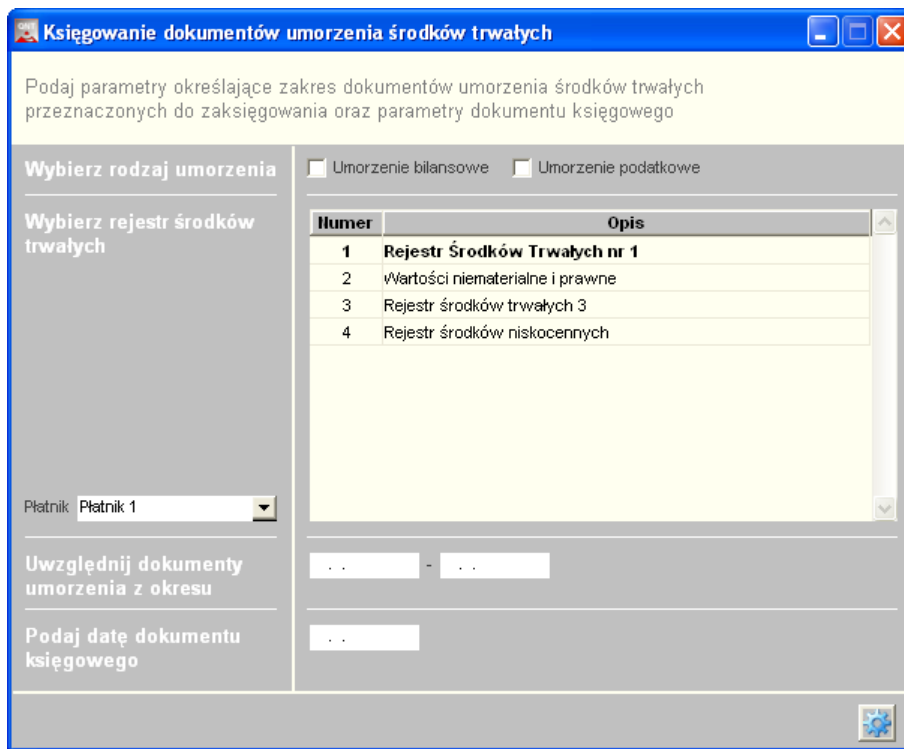 QNT
Księgowanie dokumentów umorzenia środków trwałych
Podaj parametry określające zakres dokumentów umorzenia środków trwałych
przeznaczonych do zaksięgowania oraz parametry dokumentu księgowego
Wybierz rodzaj umorzenia
Umorzenie bilansowe Umorzenie podatkowe
Wybierz rejestr środków
trwałych
Numer Opis
1 Rejestr Środków Trwałych nr 1
2 Wartości niematerialne i prawne
3 Rejestr środków trwałych 3
4 Rejestr środków niskocennych
Płatnik Płatnik 1
Uwzględnij dokumenty
umorzenia z okresu
. . - . .
Podaj datę dokumentu
księgowego
. .